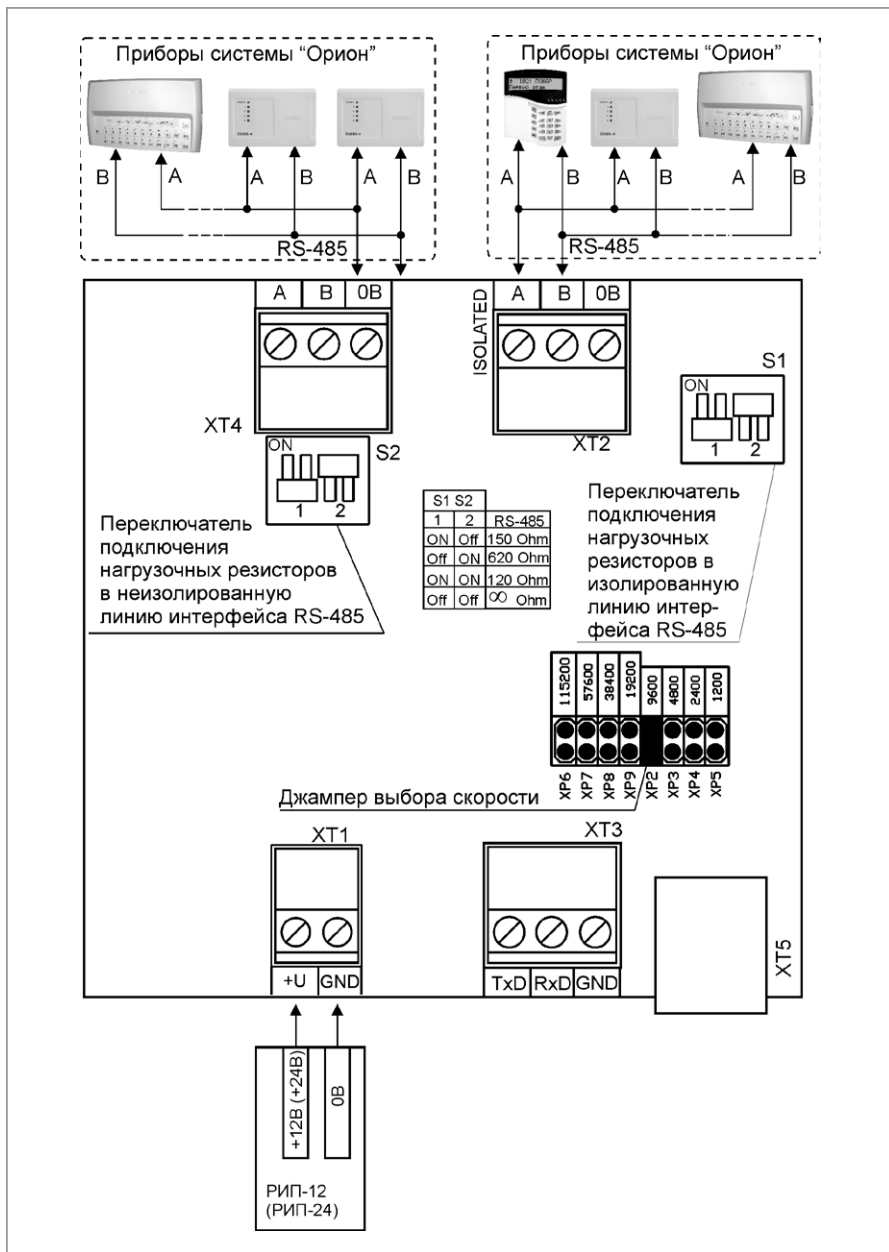 Приборы системы “Орион”
Приборы системы “Орион”
B A A B A B
A B A B A B
RS-485
RS-485
A B 0B
ISOLATED
A B 0B
XT4
XT2
S1
ON
1 2
ON
1 2
S2
Переключатель
подключения
нагрузочных резисторов
в неизолированную
линию интерфейса RS-485
S1 S2
1 2 RS-485
ON Off 150 Ohm
Off ON 620 Ohm
ON ON 120 Ohm
Off Off ∞ Ohm
Переключатель
подключения
нагрузочных
резисторов в
изолированную
линию интер-
фейса RS-485
115200 57600 38400 19200 9600 4800 2400 1200
XP6 XP7 XP8 XP9 XP2 XP3 XP4 XP5
Джампер выбора скорости
XT1
XT3
XT5
+U GND
TxD RxD GND
+12В (+24В)
0В
РИП-12
(РИП-24)